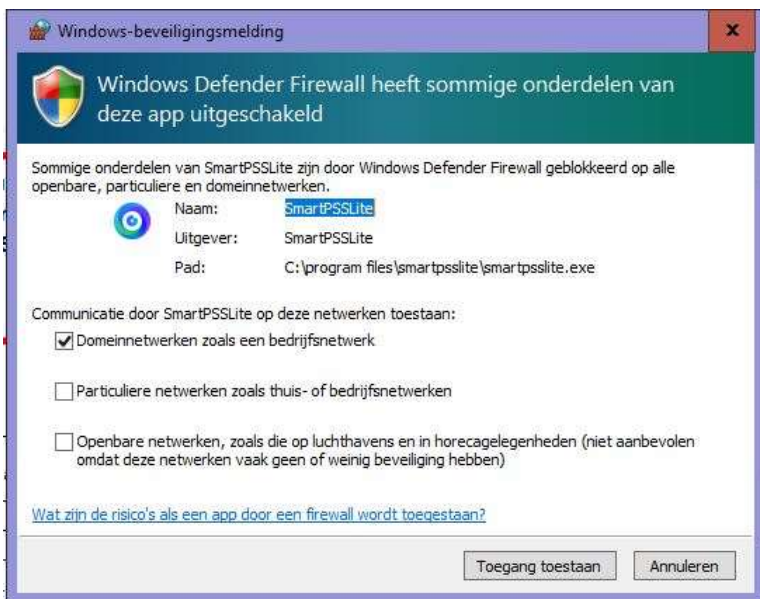 Windows-beveiligingsmelding
x
Windows Defender Firewall heeft sommige onderdelen van
deze app uitgeschakeld
Sommige onderdelen van SmartPSSLite zijn door Windows Defender Firewall geblokkeerd op alle
openbare, particuliere en domeinnetwerken.
Naam: SmartPSSLite
Uitgever: SmartPSSLite
Pad: C:\program files\smartpsslite\smartpsslite.exe
Communicatie door SmartPSSLite op deze netwerken toestaan:
Domeinnetwerken zoals een bedrijfsnetwerk
Particuliere netwerken zoals thuis- of bedrijfsnetwerken
Openbare netwerken, zoals die op luchthavens en in horecagelegenheden (niet aanbevolen
omdat deze netwerken vaak geen of weinig beveiliging hebben)
Wat zijn de risico's als een app door een firewall wordt toegestaan?
Toegang toestaan Annuleren